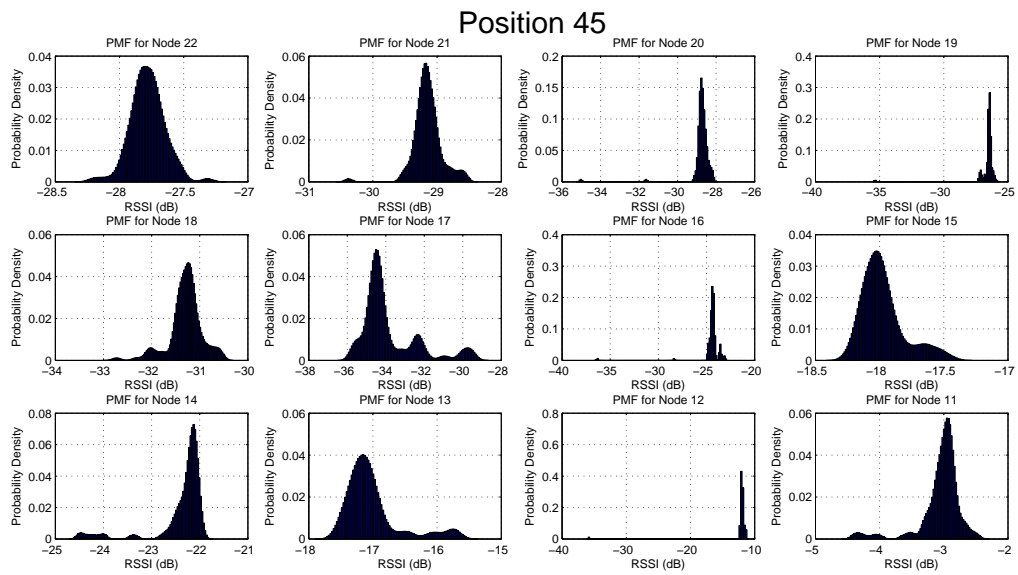 Position 45
PMF for Node 22
0.04
0.03
0.02
0.01
0
Probability Density
−28.5 −28 −27.5 −27
RSSI (dB)
PMF for Node 21
0.06
0.04
0.02
0
Probability Density
−31 −30 −29 −28
RSSI (dB)
PMF for Node 20
0.2
0.15
0.1
0.05
0
Probability Density
−36 −34 −32 −30 −28 −26
RSSI (dB)
PMF for Node 19
0.4
0.3
0.2
0.1
0
Probability Density
−40 −35 −30 −25
RSSI (dB)
PMF for Node 18
0.06
0.04
0.02
0
Probability Density
−34 −33 −32 −31 −30
RSSI (dB)
PMF for Node 17
0.06
0.04
0.02
0
Probability Density
−38 −36 −34 −32 −30 −28
RSSI (dB)
PMF for Node 16
0.4
0.3
0.2
0.1
0
Probability Density
−40 −35 −30 −25 −20
RSSI (dB)
PMF for Node 15
0.04
0.03
0.02
0.01
0
Probability Density
−18.5 −18 −17.5 −17
RSSI (dB)
PMF for Node 14
0.08
0.06
0.04
0.02
0
Probability Density
−25 −24 −23 −22 −21
RSSI (dB)
PMF for Node 13
0.06
0.04
0.02
0
Probability Density
−18 −17 −16 −15
RSSI (dB)
PMF for Node 12
0.8
0.6
0.4
0.2
0
Probability Density
−40 −30 −20 −10
RSSI (dB)
PMF for Node 11
0.06
0.04
0.02
0
Probability Density
−5 −4 −3 −2
RSSI (dB)